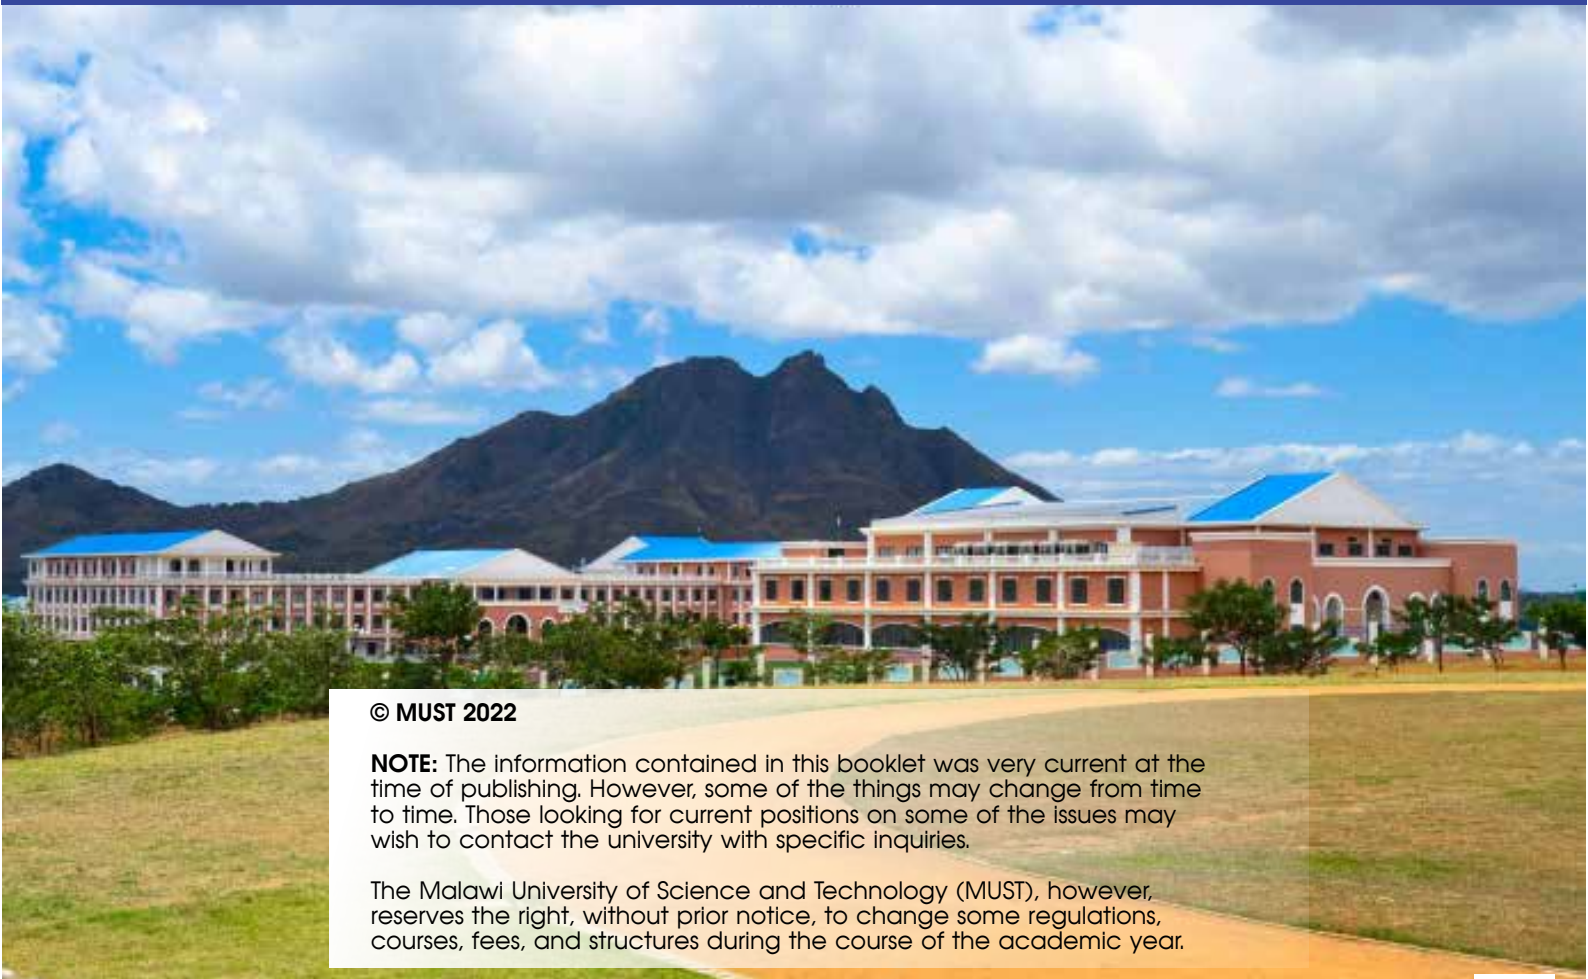 © MUST 2022
NOTE: The information contained in this booklet was very current at the
time of publishing. However, some of the things may change from time
to time. Those looking for current positions on some of the issues may
wish to contact the university with specific inquiries.
The Malawi University of Science and Technology (MUST), however,
reserves the right, without prior notice, to change some regulations,
courses, fees, and structures during the course of the academic year.